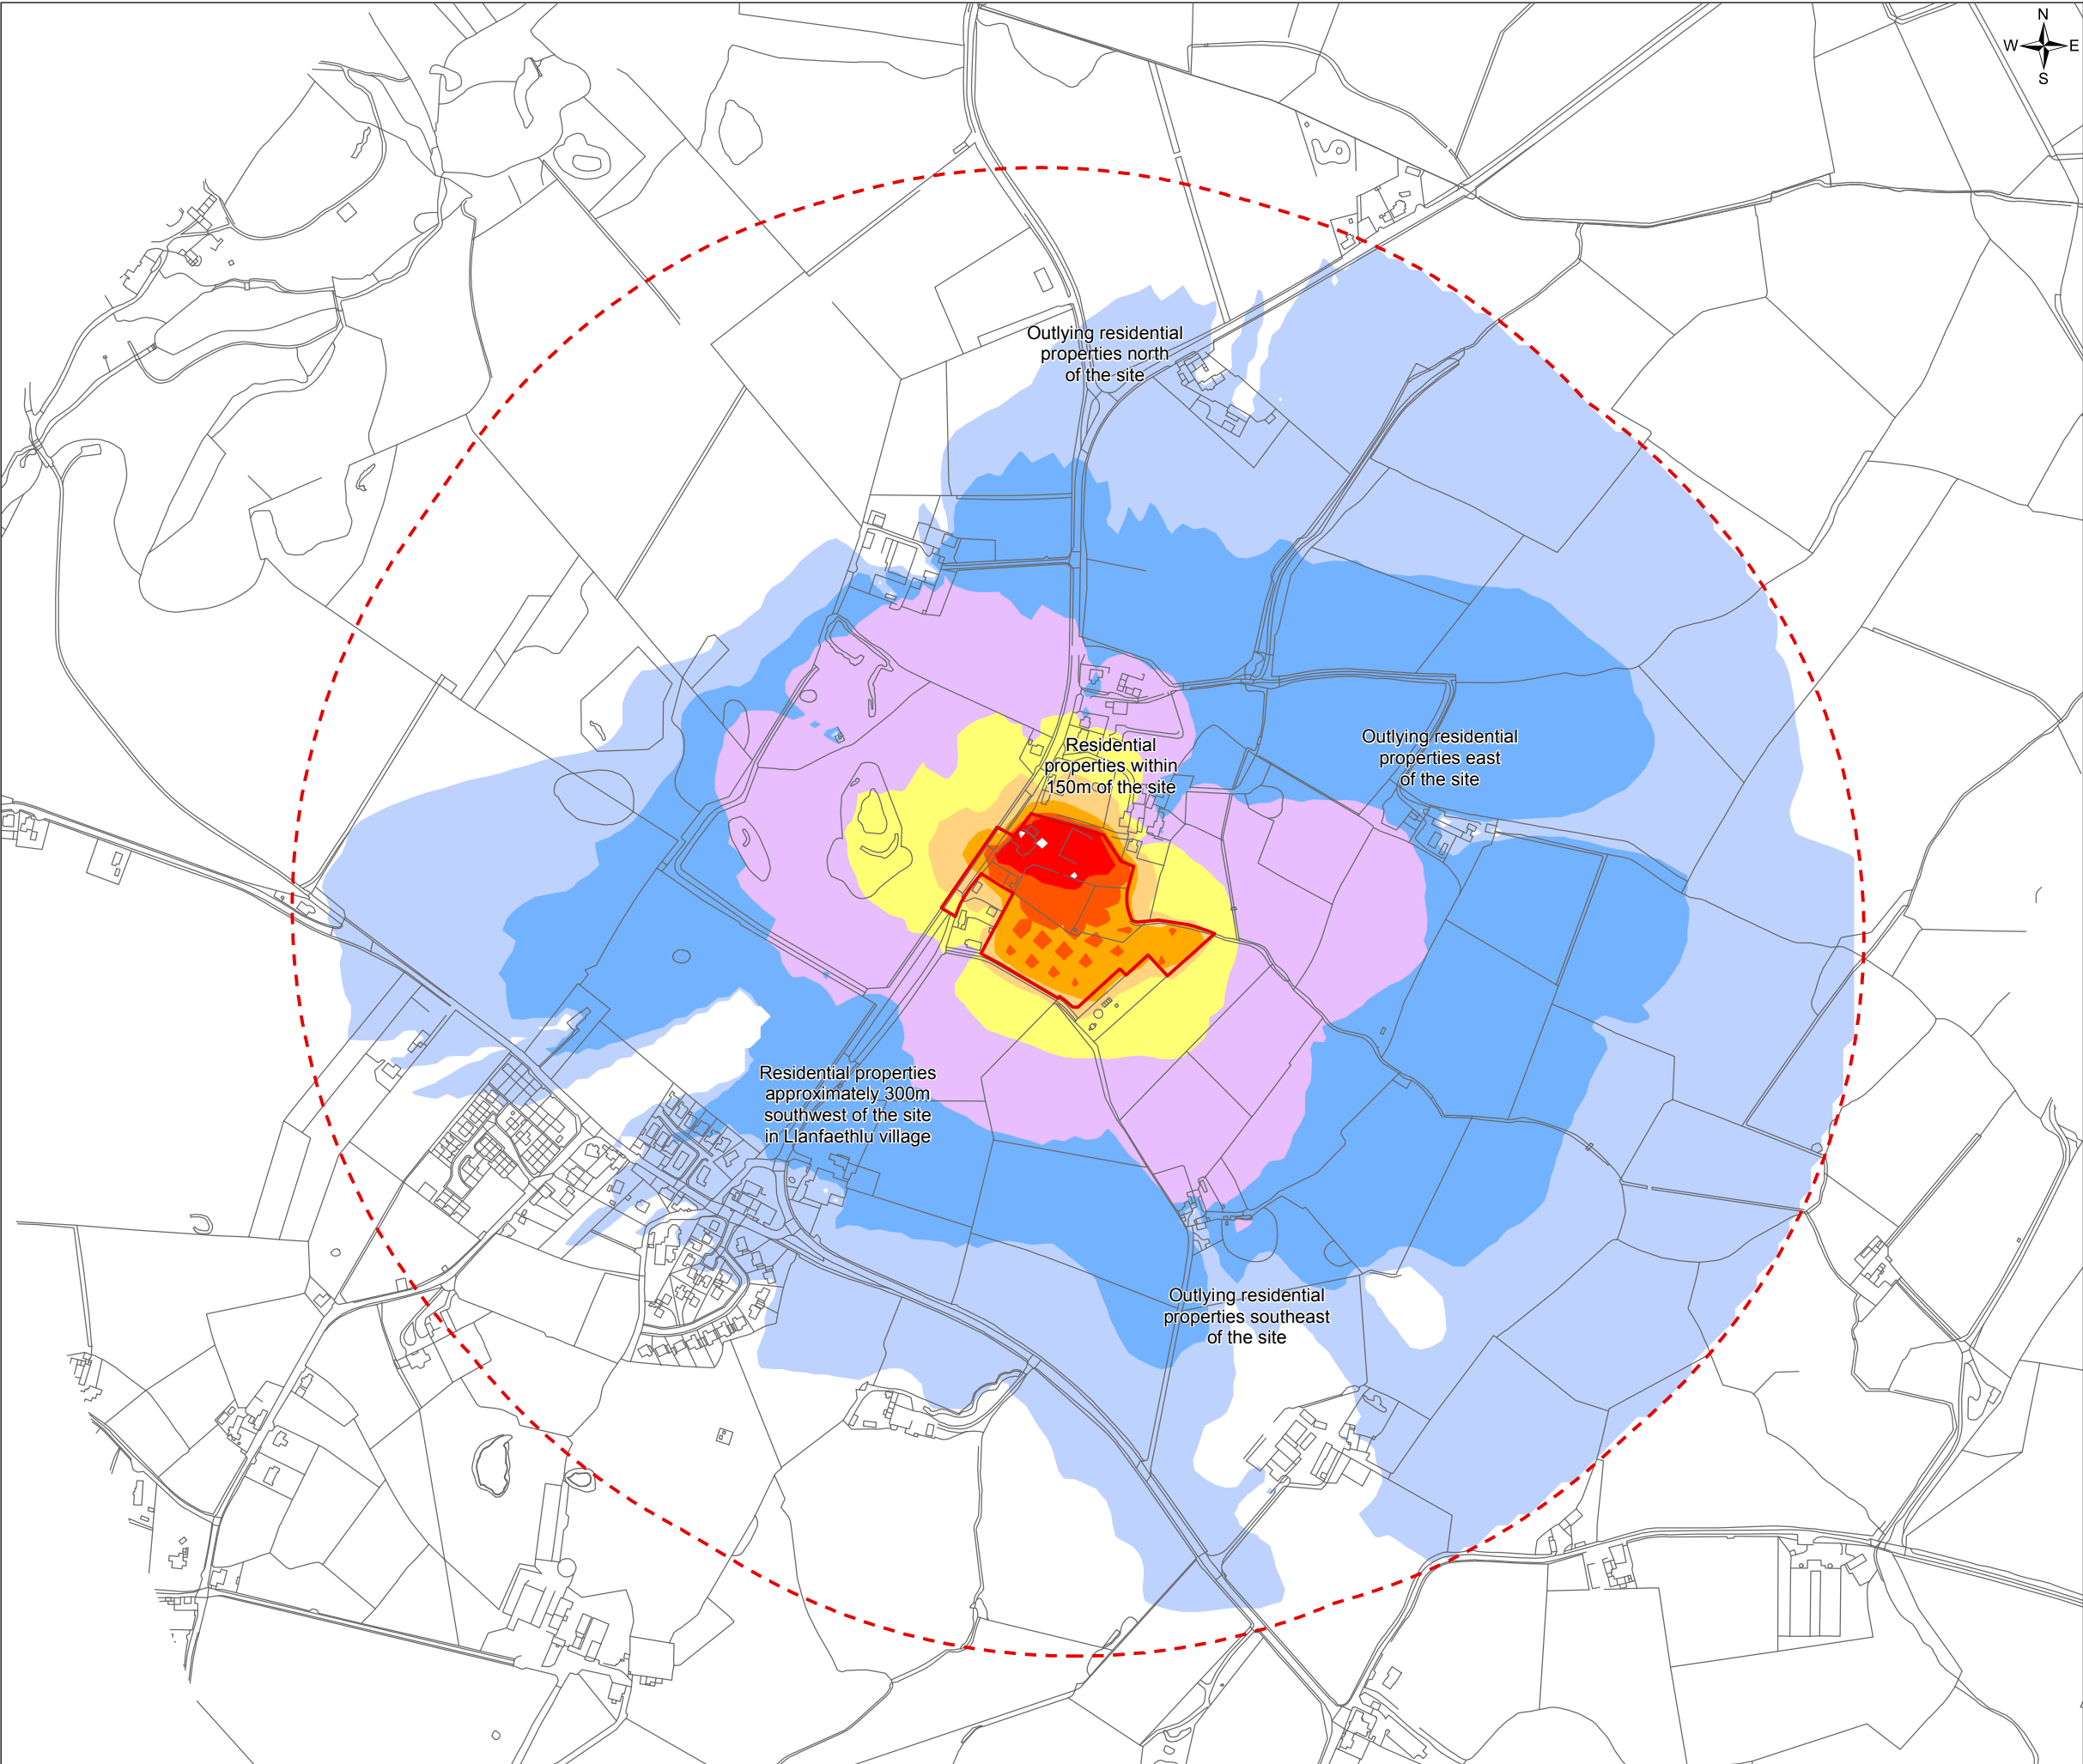 N
W E
S
Outlying residential
properties north
of the site
Residential
properties within
150m of the site
Outlying residential
properties east
of the site
Residential properties
approximately 300m
southwest of the site
in Llanfaethlu village
Outlying residential
properties southeast
of the site